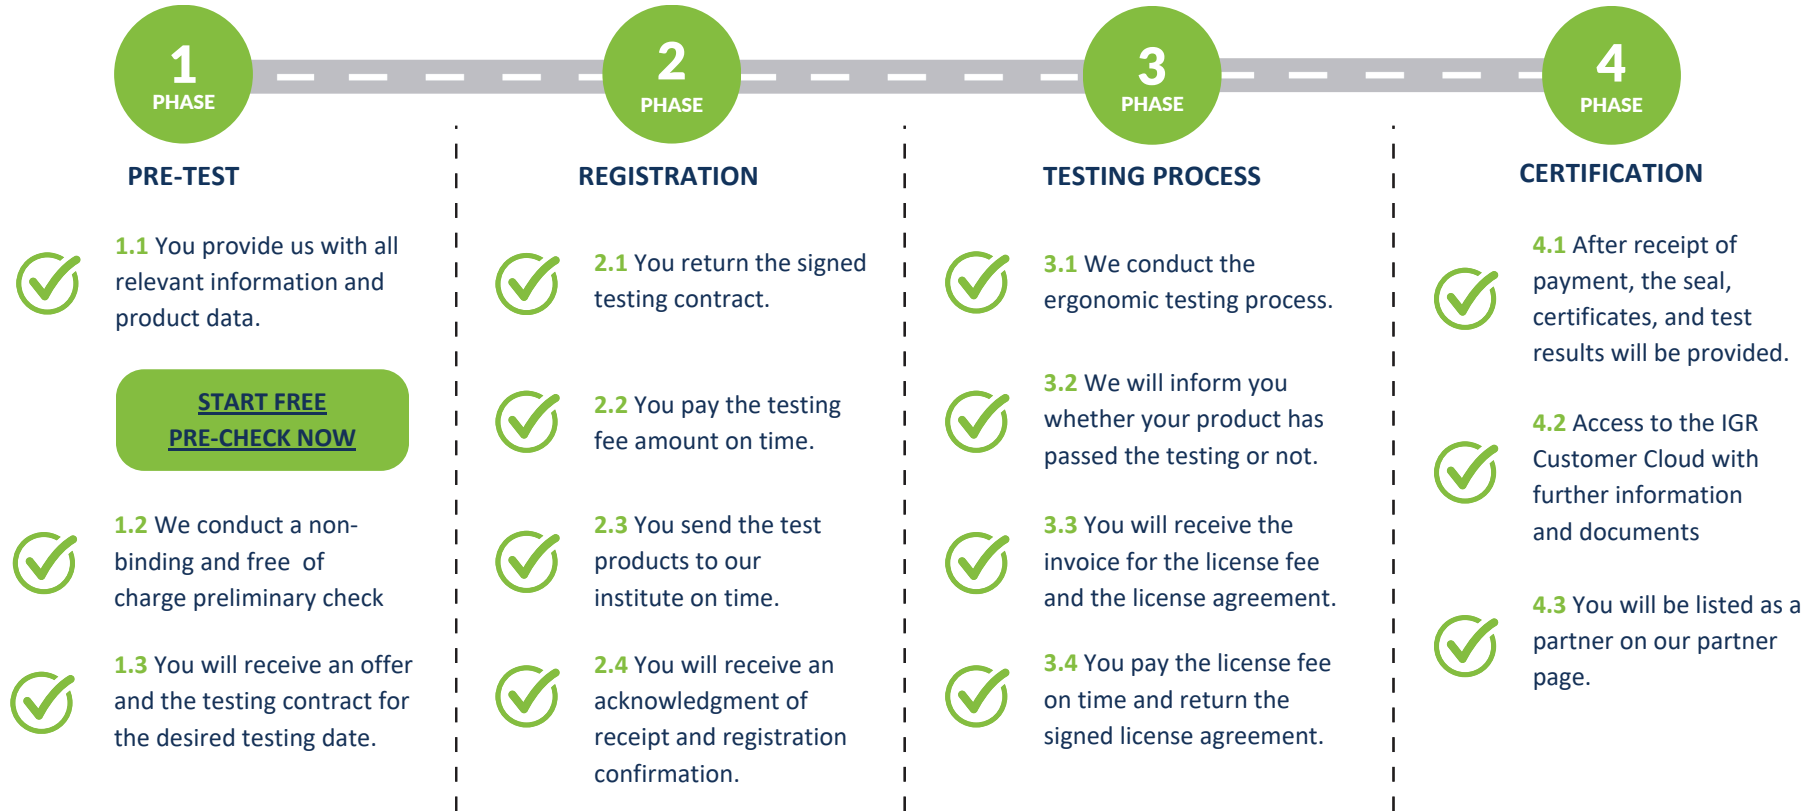 1
PHASE
PRE-TEST
1.1 You provide us with all
relevant information and
product data.
START FREE
PRE-CHECK NOW
1.2 We conduct a non-
binding and free of
charge preliminary check
1.3 You will receive an offer
and the testing contract for
the desired testing date.
2
PHASE
REGISTRATION
2.1 You return the signed
testing contract.
2.2 You pay the testing
fee amount on time.
2.3 You send the test
products to our
institute on time.
2.4 You will receive an
acknowledgment of
receipt and registration
confirmation.
3
PHASE
TESTING PROCESS
3.1 We conduct the
ergonomic testing process.
3.2 We will inform you
whether your product has
passed the testing or not.
3.3 You will receive the
invoice for the license fee
and the license agreement.
3.4 You pay the license fee
on time and return the
signed license agreement.
4
PHASE
CERTIFICATION
4.1 After receipt of
payment, the seal,
certificates, and test
results will be provided.
4.2 Access to the IGR
Customer Cloud with
further information
and documents
4.3 You will be listed as a
partner on our partner
page.